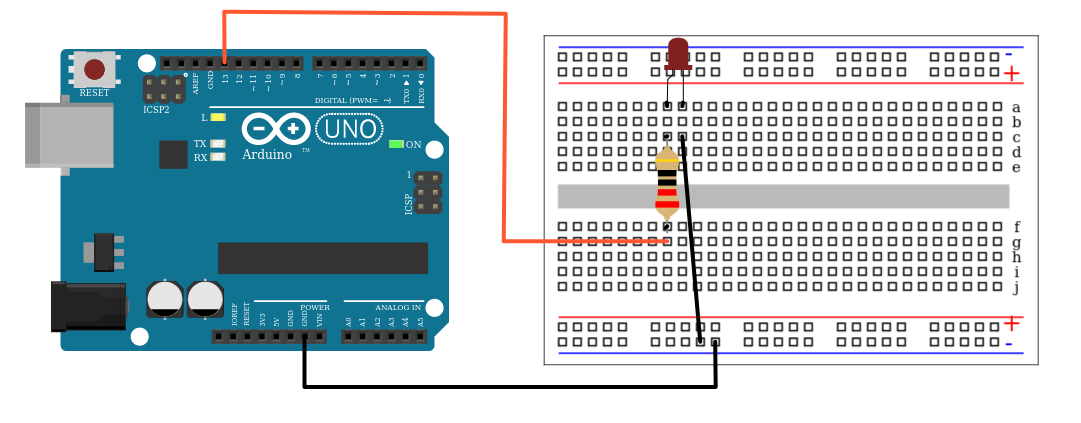 RESET
ICSP2
AREF
GND
13
12
~11
~10
~9
8
7
~6
~5
4
~3
2
TX0 ▶ 1
RX0 ◀ 0
DIGITAL (PWM= ~)
L
TX
RX
Arduino
™
UNO
ON
1
ICSP
IOREF
RESET
3V3
5V
GND
GND
VIN
POWER
A0
A1
A2
A3
A4
A5
ANALOG IN
-
+
a
b
c
d
e
f
g
h
i
j
+
-